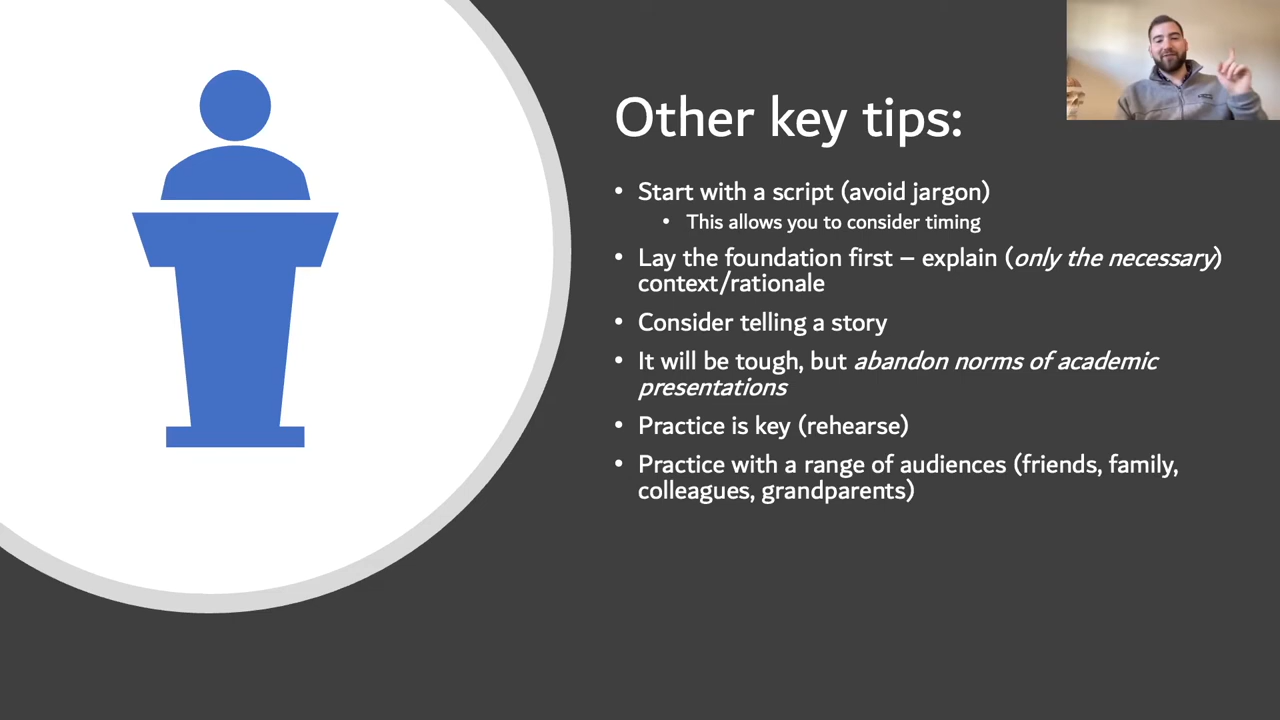 Other key tips:
• Start with a script (avoid jargon)
• This allows you to consider timing
• Lay the foundation first – explain (only the necessary)
context/rationale
• Consider telling a story
• It will be tough, but abandon norms of academic
presentations
• Practice is key (rehearse)
• Practice with a range of audiences (friends, family,
colleagues, grandparents)